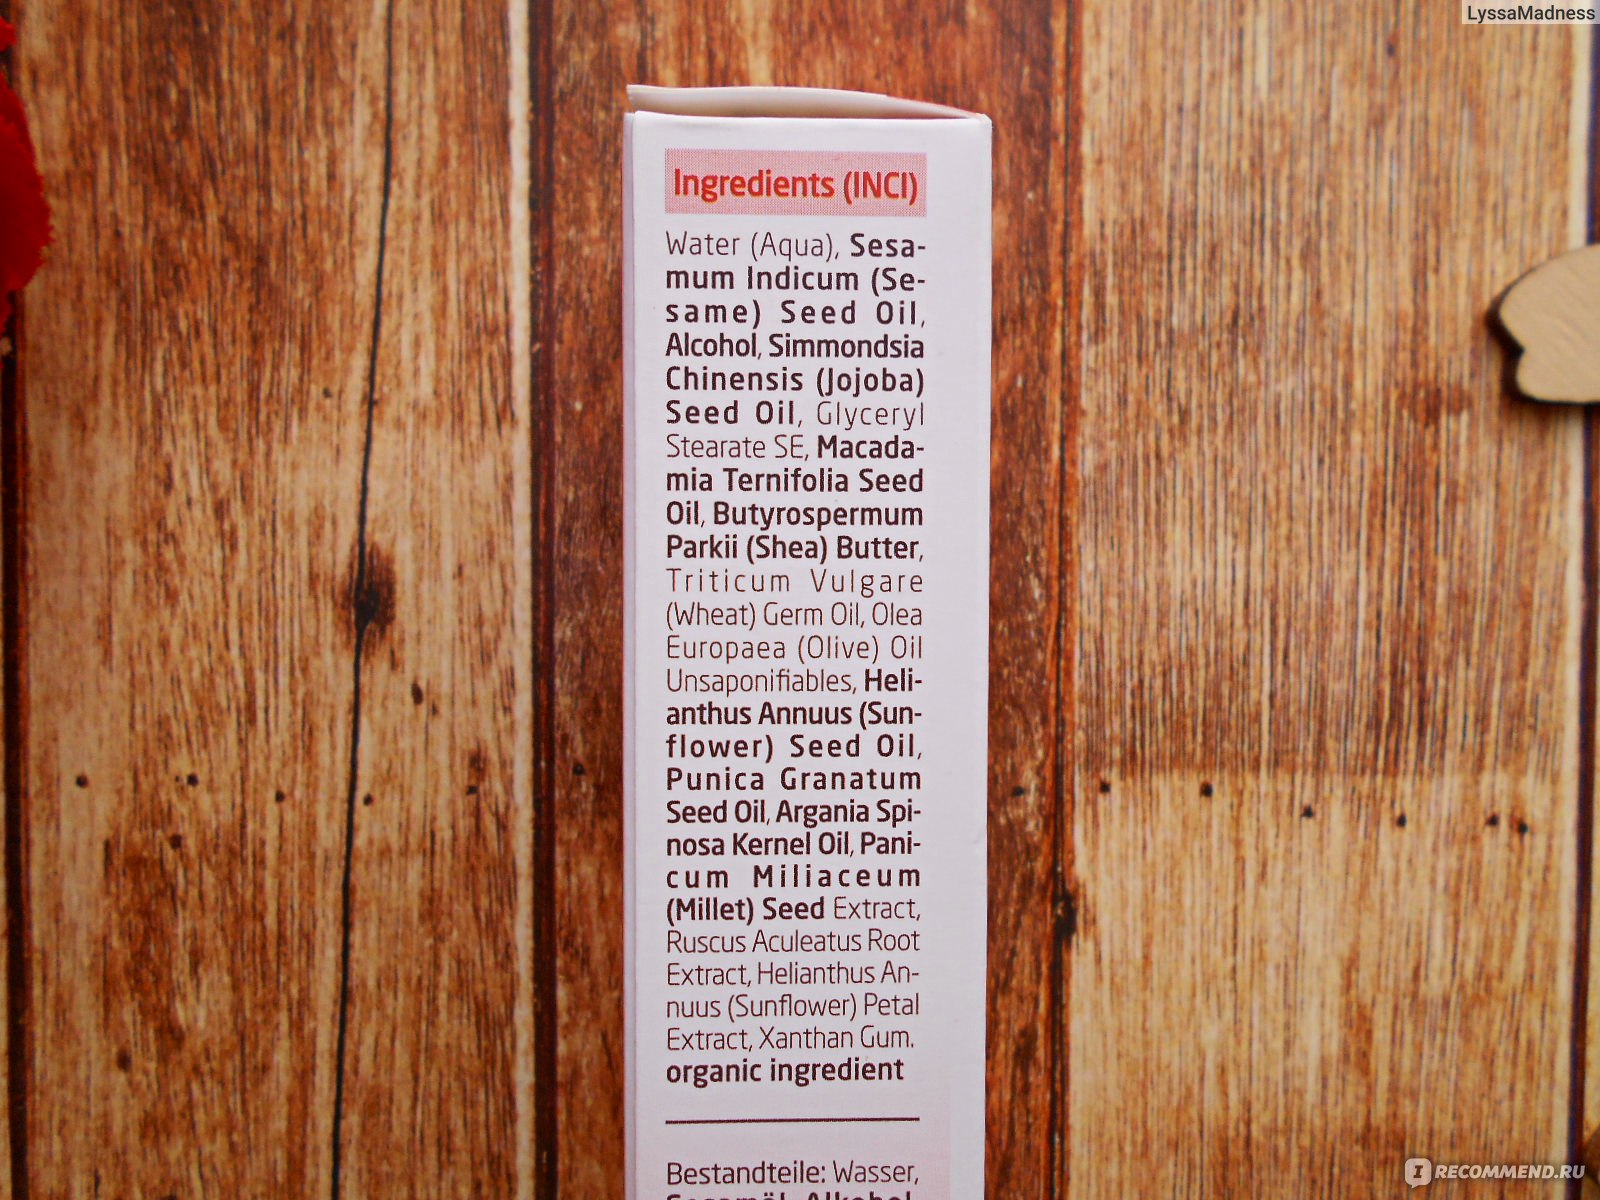 LyssaMadness
Ingredients (INCI)
Water (Aqua), Sesa-
mum Indicum (Se-
same) Seed Oil,
Alcohol, Simmondsia
Chinensis (Jojoba)
Seed Oil, Glyceryl
Stearate SE, Macada-
mia Ternifolia Seed
Oil, Butyrospermum
Parkii (Shea) Butter,
Triticum Vulgare
(Wheat) Germ Oil, Olea
Europaea (Olive) Oil
Unsaponifiables, Heli-
anthus Annuus (Sun-
flower) Seed Oil,
Punica Granatum
Seed Oil, Argania Spi-
nosa Kernel Oil, Pani-
cum Miliaceum
(Millet) Seed Extract,
Ruscus Aculeatus Root
Extract, Helianthus An-
nuus (Sunflower) Petal
Extract, Xanthan Gum.
organic ingredient
Bestandteile: Wasser,
Sesamöl, Alkohol,
I RECOMMEND.RU